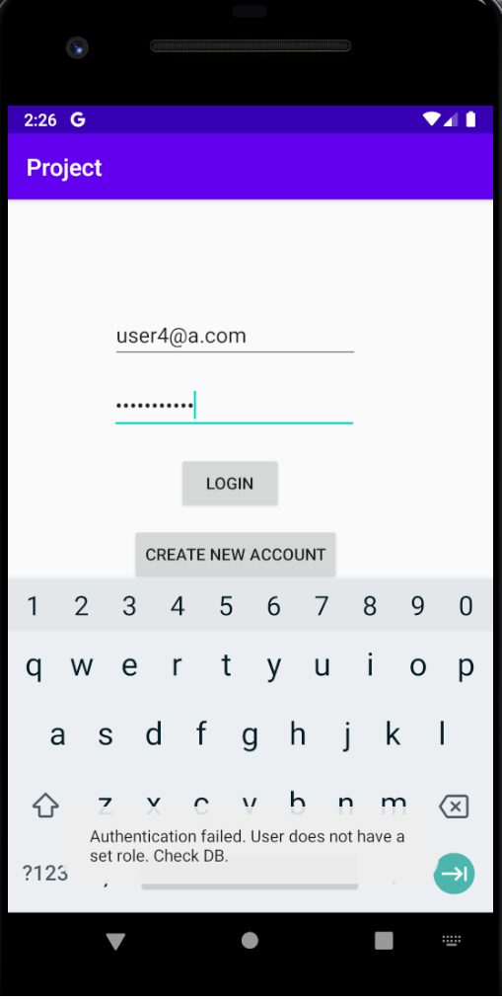 2:26 G
Project
user4@a.com
•••••••••••
LOGIN
CREATE NEW ACCOUNT
1 2 3 4 5 6 7 8 9 0
q w e r t y u i o p
a s d f g h j k l
z x c v b n m
Authentication failed. User does not have a
set role. Check DB.
?123 ,